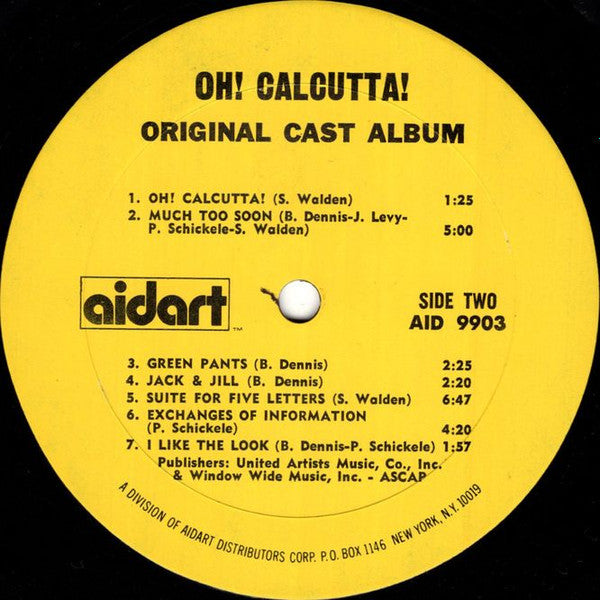 OH! CALCUTTA!
ORIGINAL CAST ALBUM
1. OH! CALCUTTA! (S. Walden) 1:25
2. MUCH TOO SOON (B. Dennis-J. Levy-
P. Schickele-S. Walden) 5:00
aidart TM
SIDE TWO
AID 9903
3. GREEN PANTS (B. Dennis) 2:25
4. JACK & JILL (B. Dennis) 2:20
5. SUITE FOR FIVE LETTERS (S. Walden) 6:47
6. EXCHANGES OF INFORMATION
(P. Schickele) 4:20
7. I LIKE THE LOOK (B. Dennis-P. Schickele) 1:57
Publishers: United Artists Music, Co., Inc.
& Window Wide Music, Inc. - ASCAP
A DIVISION OF AIDART DISTRIBUTORS CORP. P.O. BOX 1146 NEW YORK, N.Y. 10019